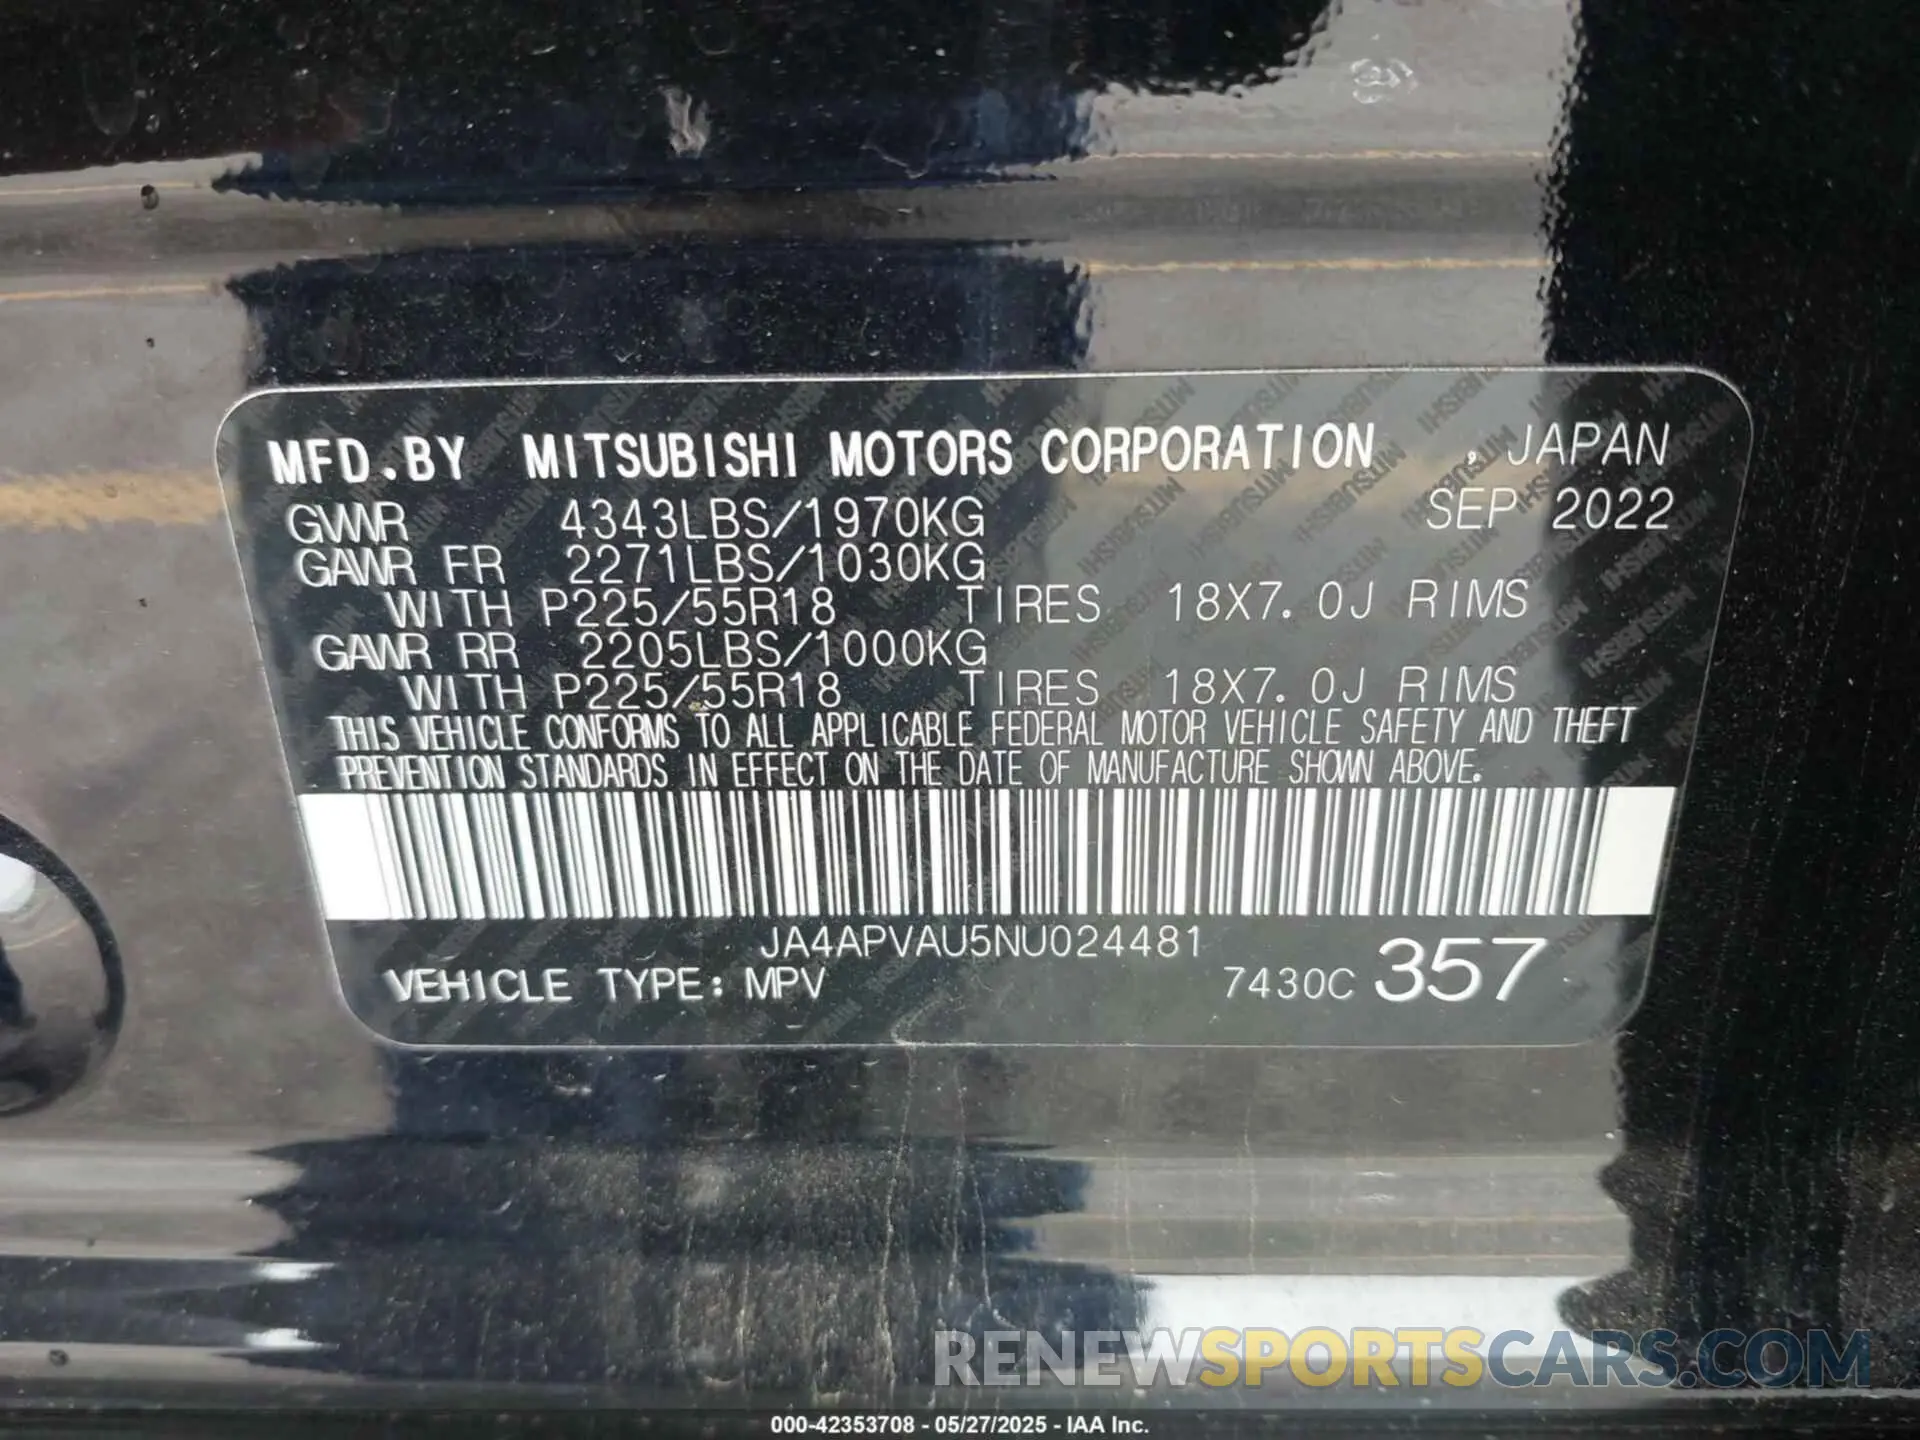 MFD.BY MITSUBISHI MOTORS CORPORATION , JAPAN
GVWR 4343LBS/1970KG SEP 2022
GAWR FR 2271LBS/1030KG
WITH P225/55R18 TIRES 18X7.0J RIMS
GAWR RR 2205LBS/1000KG
WITH P225/55R18 TIRES 18X7.0J RIMS
THIS VEHICLE CONFORMS TO ALL APPLICABLE FEDERAL MOTOR VEHICLE SAFETY AND THEFT
PREVENTION STANDARDS IN EFFECT ON THE DATE OF MANUFACTURE SHOWN ABOVE.
JA4APVAU5NU024481
VEHICLE TYPE: MPV 7430C 357
RENEWSPORTSCARS.COM
000-42353708 - 05/27/2025 - IAA Inc.